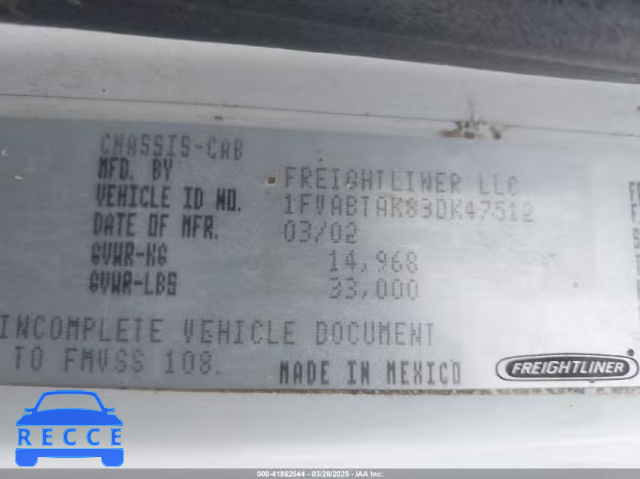 CHASSIS-CAB
MFD. BY FREIGHTLINER LLC
VEHICLE ID NO. 1FVABTAK83DK47512
DATE OF MFR. 03/02
GVWR-KG 14,968
GVWR-LBS 33,000
INCOMPLETE VEHICLE DOCUMENT
TO FMVSS 108.
MADE IN MEXICO
FREIGHTLINER
RECCE
000-41882544 - 03/28/2025 - IAA Inc.